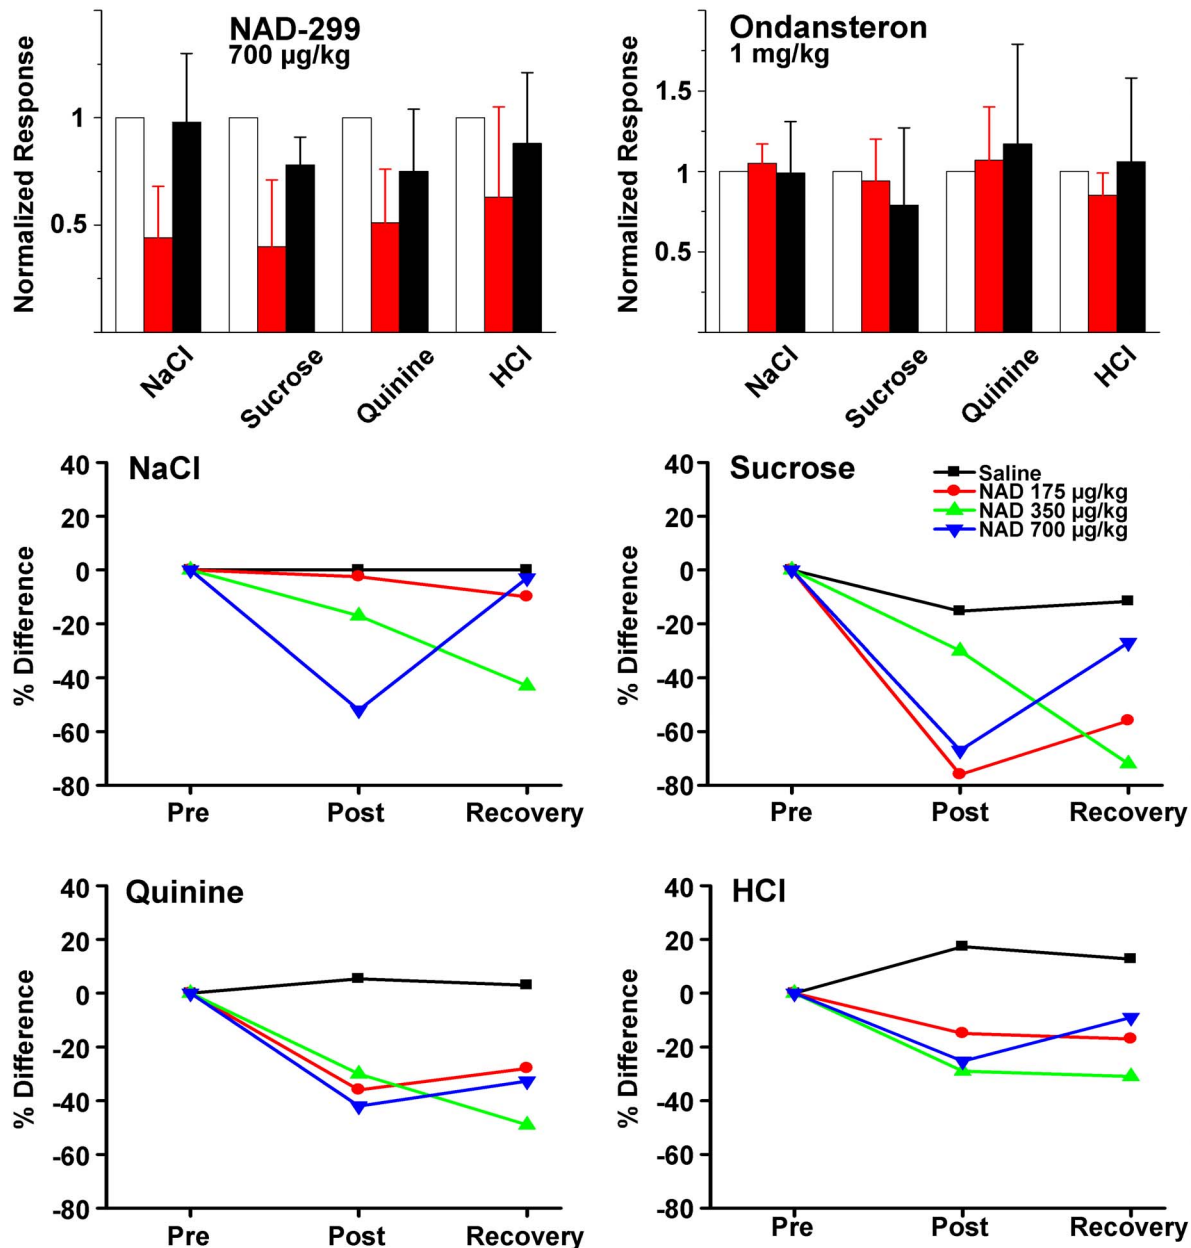 NAD-299
700 µg/kg
Normalized Response
1
0.5
NaCl
Sucrose
Quinine
HCl
Ondansteron
1 mg/kg
Normalized Response
1.5
1
0.5
NaCl
Sucrose
Quinine
HCl
NaCl
% Difference
40
20
0
-20
-40
-60
-80
Pre
Post
Recovery
Sucrose
Saline
NAD 175 µg/kg
NAD 350 µg/kg
NAD 700 µg/kg
% Difference
40
20
0
-20
-40
-60
-80
Pre
Post
Recovery
Quinine
% Difference
40
20
0
-20
-40
-60
-80
Pre
Post
Recovery
HCl
% Difference
40
20
0
-20
-40
-60
-80
Pre
Post
Recovery